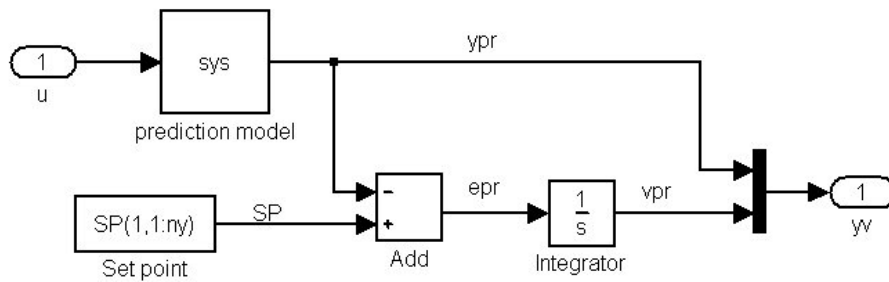 ypr
1
u
sys
prediction model
SP(1,1:ny)
Set point
SP
-
+
Add
epr
1
s
Integrator
vpr
1
yv